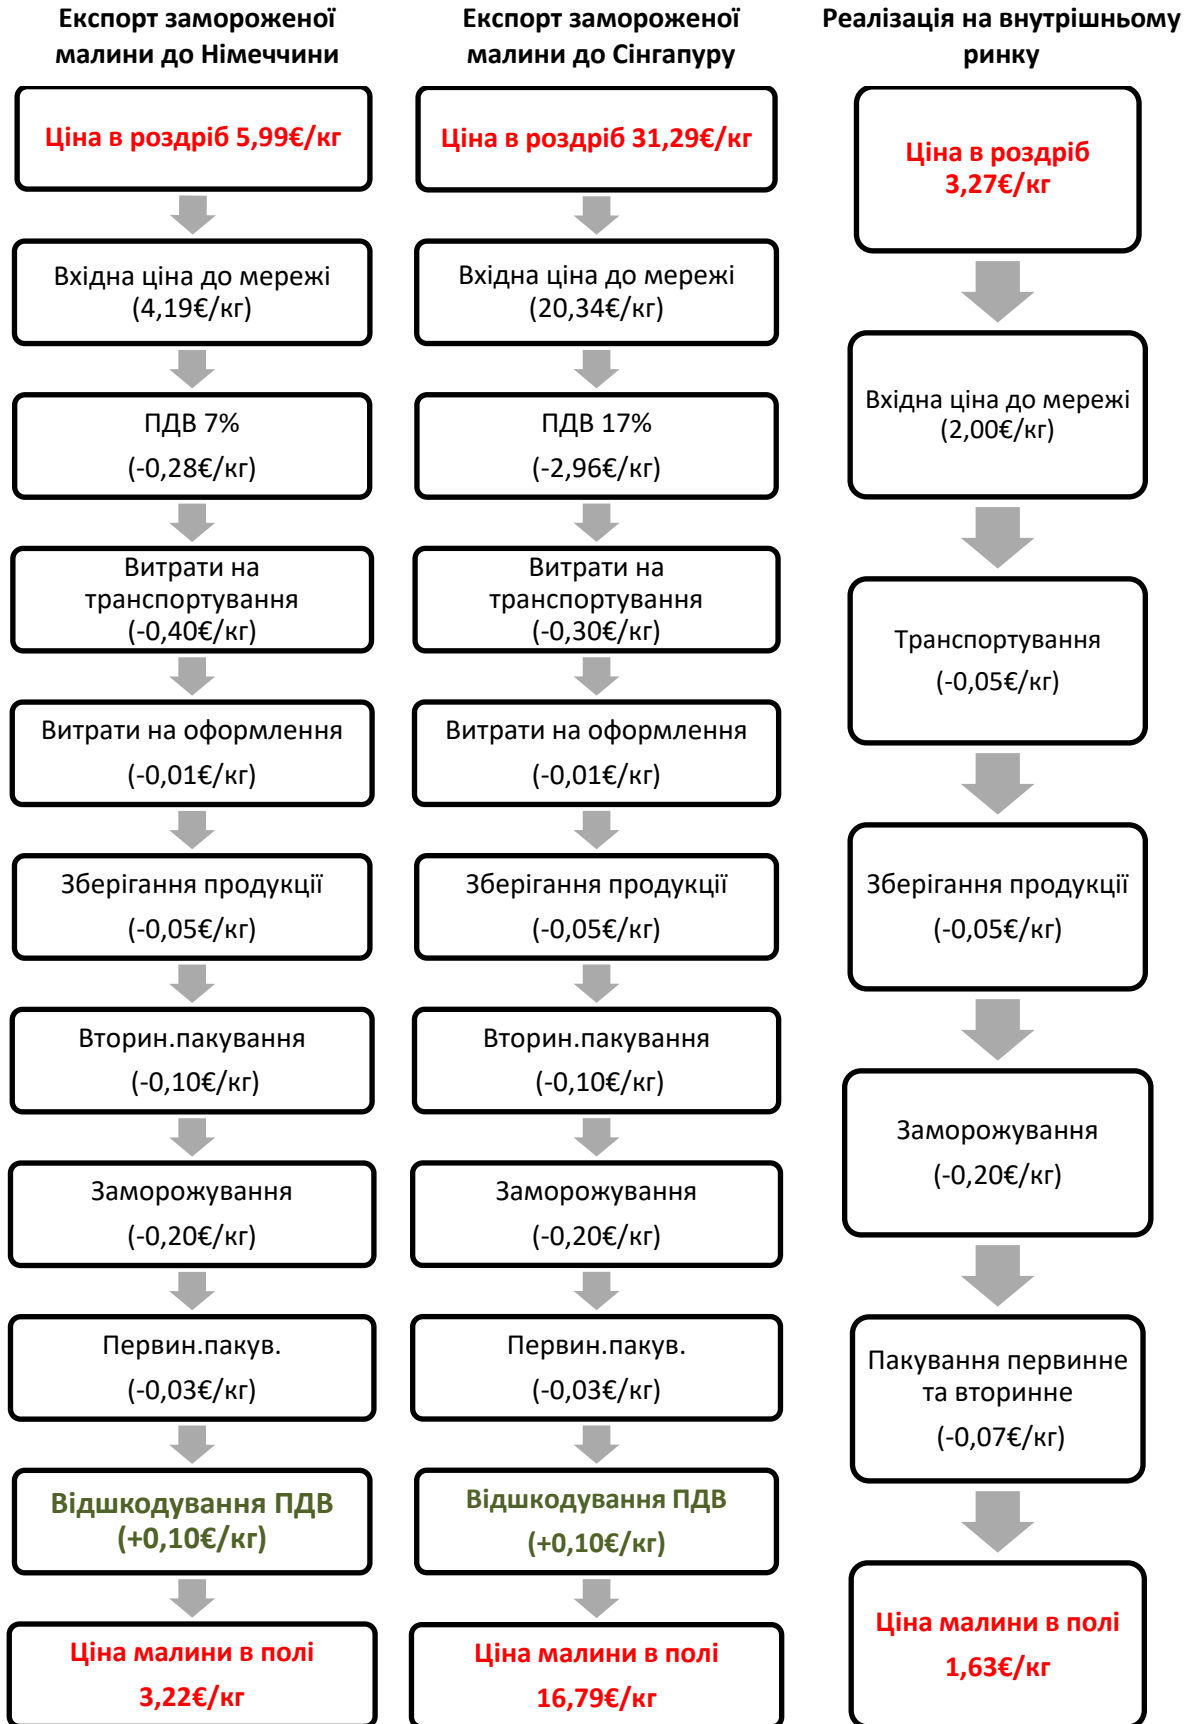 Експорт замороженої
малини до Німеччини
Ціна в роздріб 5,99€/кг
Вхідна ціна до мережі
(4,19€/кг)
ПДВ 7%
(-0,28€/кг)
Витрати на
транспортування
(-0,40€/кг)
Витрати на оформлення
(-0,01€/кг)
Зберігання продукції
(-0,05€/кг)
Вторин.пакування
(-0,10€/кг)
Заморожування
(-0,20€/кг)
Первин.пакув.
(-0,03€/кг)
Відшкодування ПДВ
(+0,10€/кг)
Ціна малини в полі
3,22€/кг
Експорт замороженої
малини до Сінгапуру
Ціна в роздріб 31,29€/кг
Вхідна ціна до мережі
(20,34€/кг)
ПДВ 17%
(-2,96€/кг)
Витрати на
транспортування
(-0,30€/кг)
Витрати на оформлення
(-0,01€/кг)
Зберігання продукції
(-0,05€/кг)
Вторин.пакування
(-0,10€/кг)
Заморожування
(-0,20€/кг)
Первин.пакув.
(-0,03€/кг)
Відшкодування ПДВ
(+0,10€/кг)
Ціна малини в полі
16,79€/кг
Реалізація на внутрішньому
ринку
Ціна в роздріб
3,27€/кг
Вхідна ціна до мережі
(2,00€/кг)
Транспортування
(-0,05€/кг)
Зберігання продукції
(-0,05€/кг)
Заморожування
(-0,20€/кг)
Пакування первинне
та вторинне
(-0,07€/кг)
Ціна малини в полі
1,63€/кг